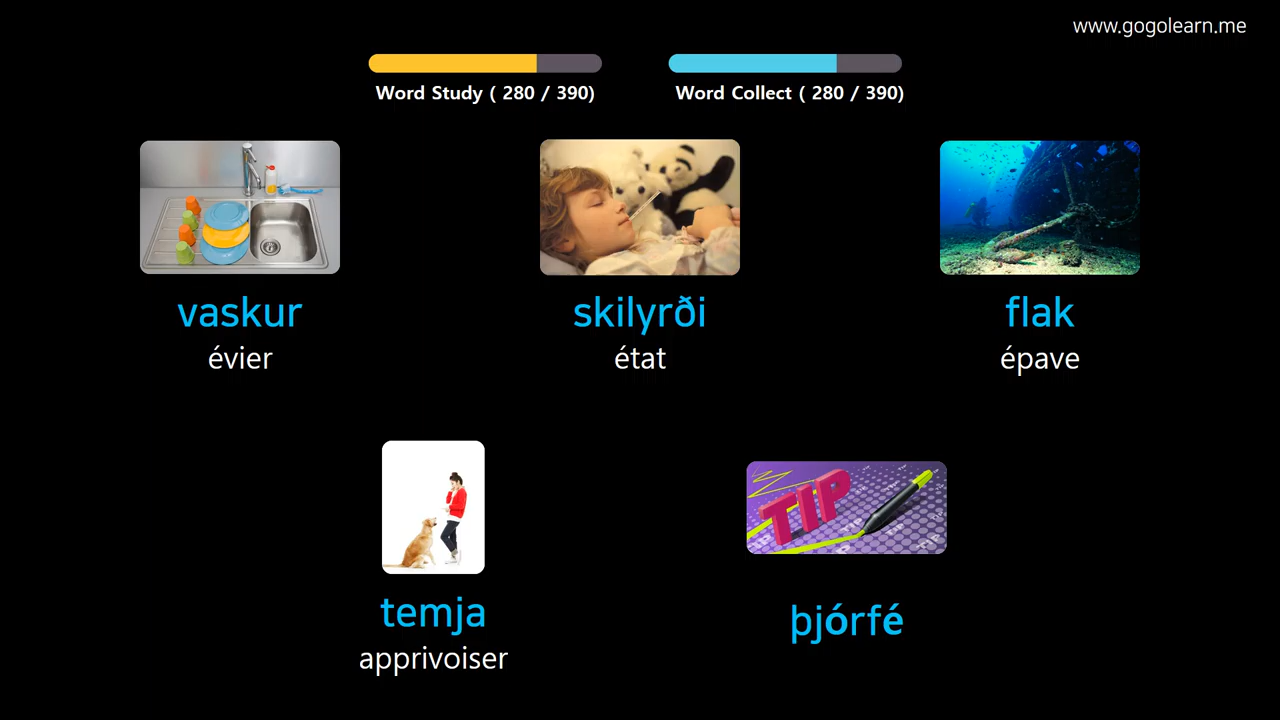 www.gogolearn.me
Word Study ( 280 / 390)
Word Collect ( 280 / 390)
vaskur
évier
skilyrði
état
flak
épave
TIP
temja
apprivoiser
þjórfé